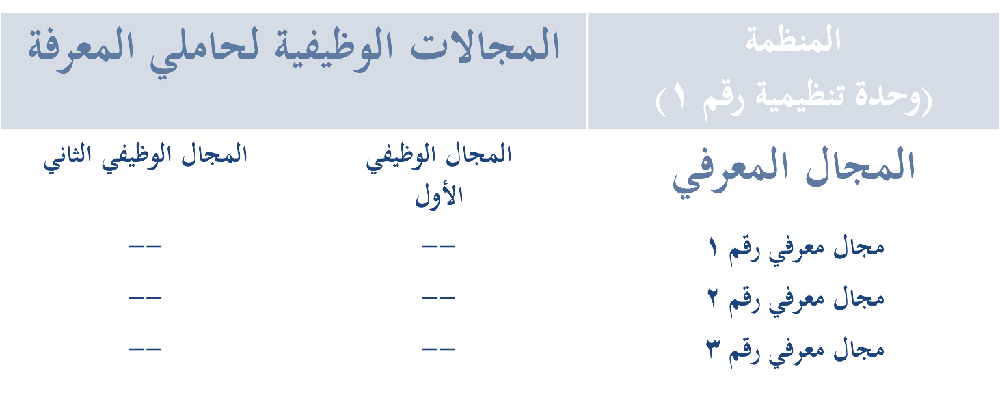 المنظمة
(وحدة تنظيمية رقم ١)
المجالات الوظيفية لحاملي المعرفة
المجال المعرفي
المجال الوظيفي
الأول
المجال الوظيفي الثاني
مجال معرفي رقم ١
--
--
مجال معرفي رقم ٢
--
--
مجال معرفي رقم ٣
--
--